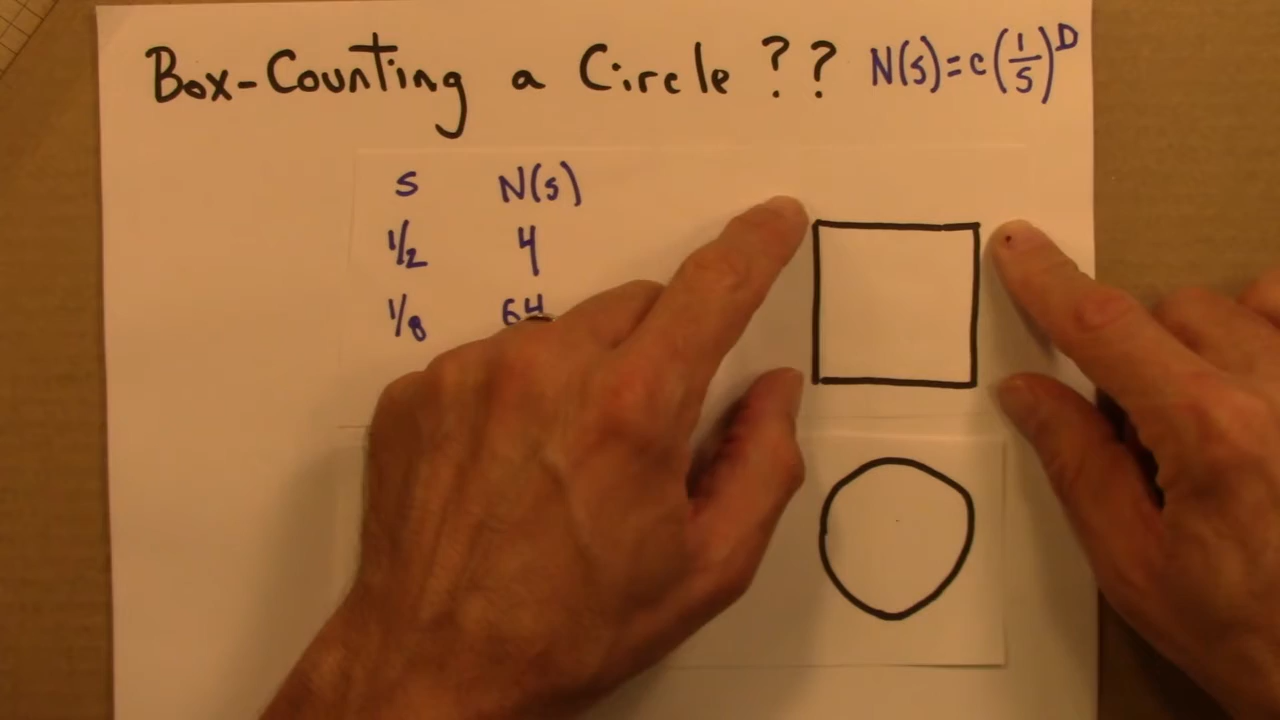 Box-Counting a Circle ?? N(s)=c(1/s)^D
s N(s)
1/2 4
1/8 64